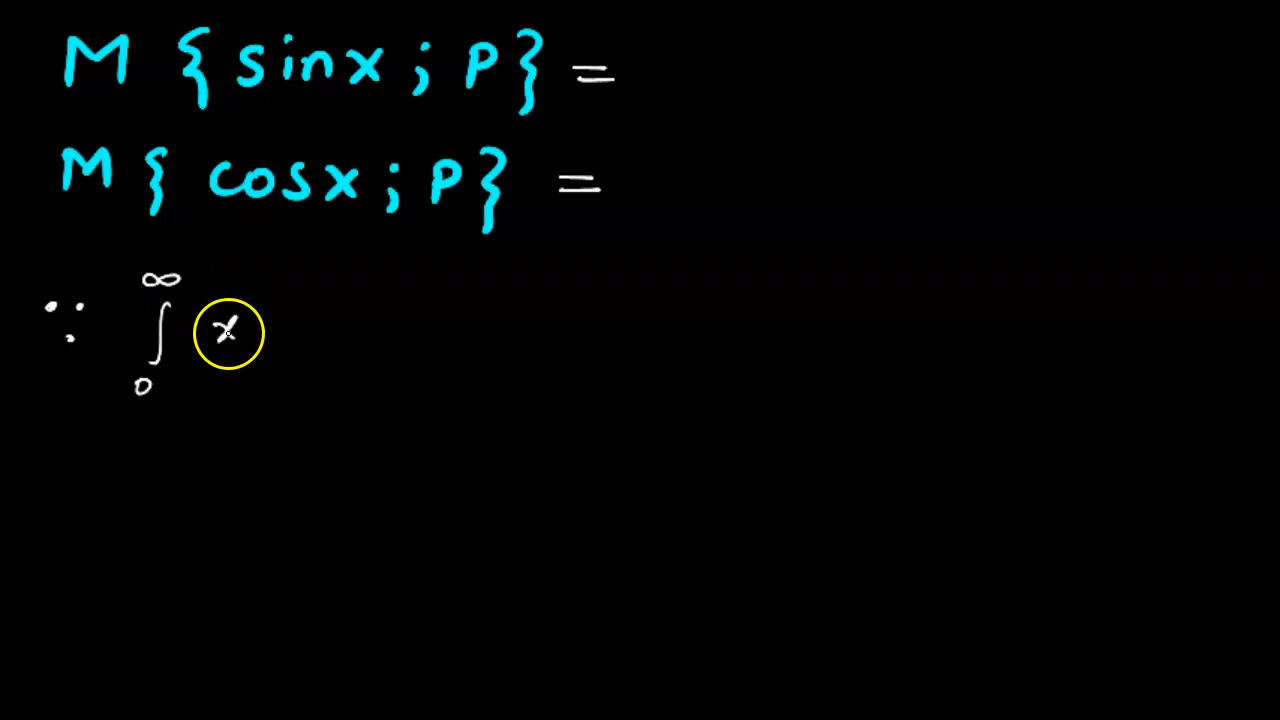 M { sinx ; P } =
M { cosx ; P } =
∵ ∫₀^∞ x